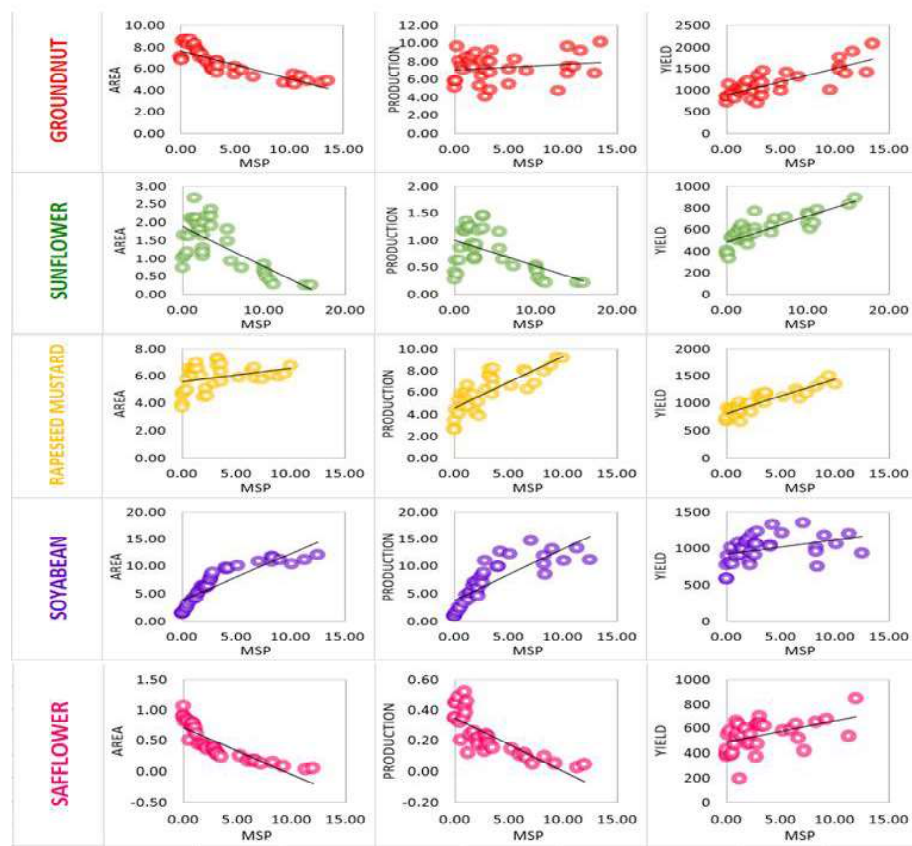 GROUNDNUT
AREA
10.00
8.00
6.00
4.00
2.00
0.00
0.00 5.00 10.00 15.00
MSP
PRODUCTION
12.00
10.00
8.00
6.00
4.00
2.00
0.00
0.00 5.00 10.00 15.00
MSP
YIELD
2500
2000
1500
1000
500
0
0.00 5.00 10.00 15.00
MSP
SUNFLOWER
AREA
3.00
2.50
2.00
1.50
1.00
0.50
0.00
0.00 10.00 20.00
MSP
PRODUCTION
2.00
1.50
1.00
0.50
0.00
0.00 10.00 20.00
MSP
YIELD
1000
800
600
400
200
0
0.00 10.00 20.00
MSP
RAPESEED MUSTARD
AREA
8.00
6.00
4.00
2.00
0.00
0.00 5.00 10.00 15.00
MSP
PRODUCTION
10.00
8.00
6.00
4.00
2.00
0.00
0.00 5.00 10.00 15.00
MSP
YIELD
2000
1500
1000
500
0
0.00 5.00 10.00 15.00
MSP
SOYABEAN
AREA
20.00
15.00
10.00
5.00
0.00
0.00 5.00 10.00 15.00
MSP
PRODUCTION
20.00
15.00
10.00
5.00
0.00
0.00 5.00 10.00 15.00
MSP
YIELD
1500
1000
500
0
0.00 5.00 10.00 15.00
MSP
SAFFLOWER
AREA
1.50
1.00
0.50
0.00
-0.50
0.00 5.00 10.00 15.00
MSP
PRODUCTION
0.60
0.40
0.20
0.00
-0.20
0.00 5.00 10.00 15.00
MSP
YIELD
1000
800
600
400
200
0
0.00 5.00 10.00 15.00
MSP